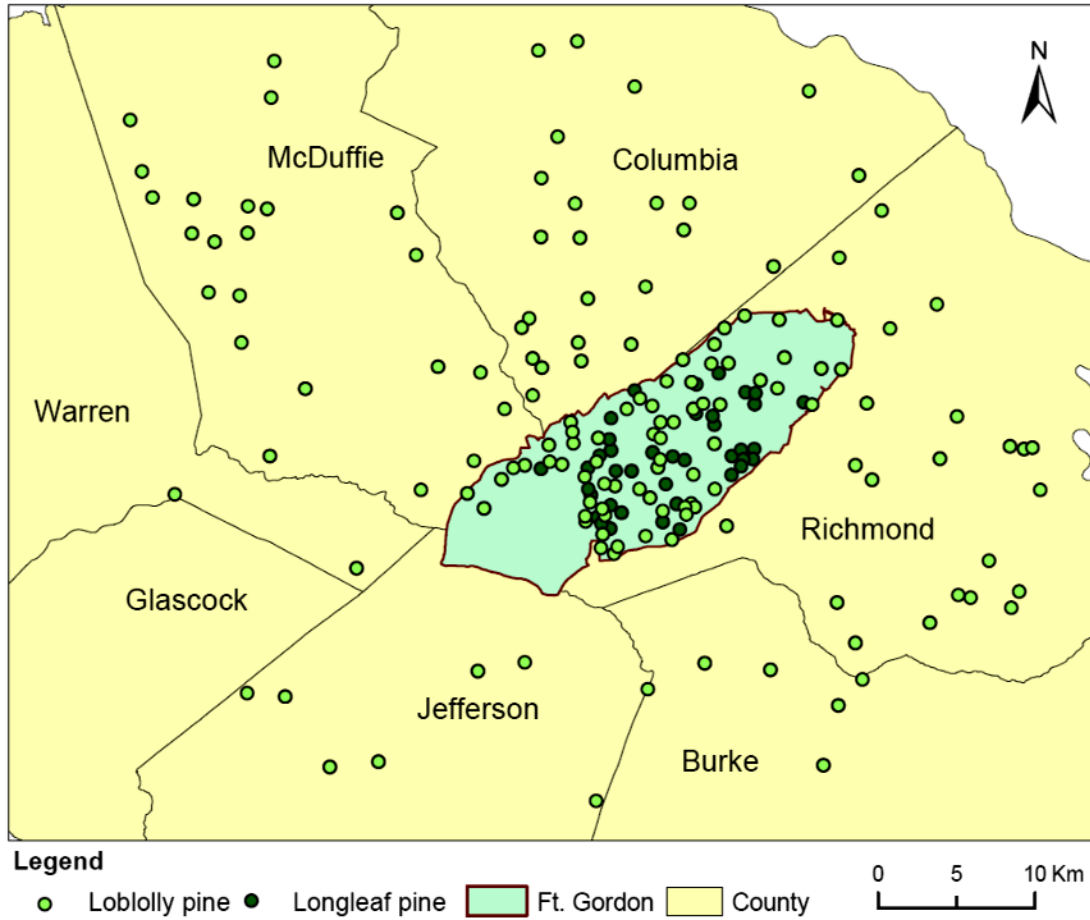 N
McDuffie
Columbia
Warren
Richmond
Glascock
Jefferson
Burke
Legend
Loblolly pine Longleaf pine Ft. Gordon County
0 5 10 Km